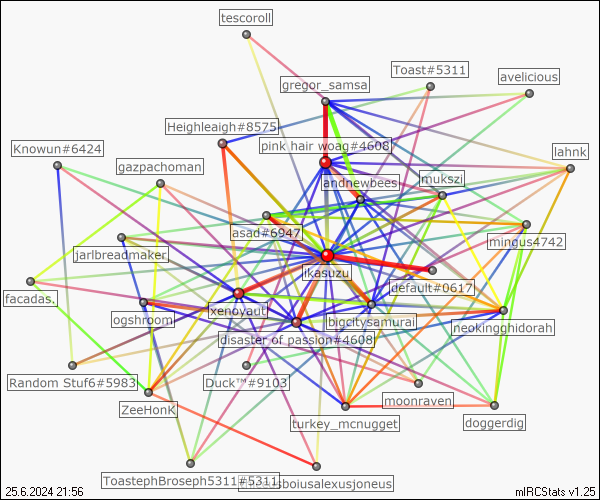 tescoroll
Toast#5311
avelicious
gregor_samsa
Heighleaigh#8575
pink hair woag#4608
Knowun#6424
gazpachoman
lahnk
andnewbees
mukszi
asad#6947
mingus4742
jarlbreadmaker
ikasuzu
default#0617
facadas.
ogshroom
xenoyaut
bigcitysamurai
neokingghidorah
disaster of passion#4608
Random Stuf6#5983
Duck™#9103
ZeeHonK
moonraven
turkey_mcnugget
doggerdig
ToastephBroseph5311#5311
boiusalexusjoneus
25.6.2024 21:56
mIRCStats v1.25